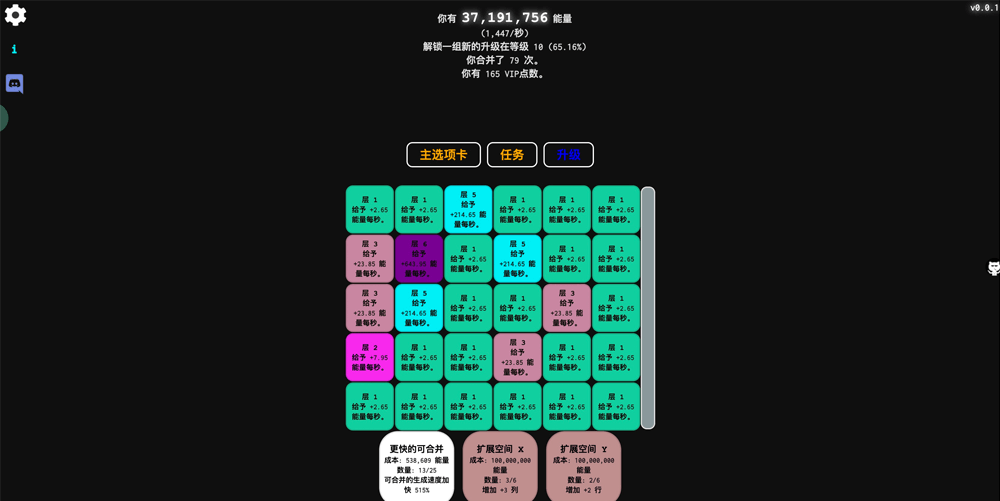 v0.0.1
你有 37,191,756 能量
(1,447/秒)
i
解锁一组新的升级在等级 10 (65.16%)
你合并了 79 次。
你有 165 VIP点数。
主选项卡 任务 升级
层 1 层 1 层 5 层 1 层 1 层 1
给予 +2.65 给予 +2.65 给予 给予 +2.65 给予 +2.65 给予 +2.65
能量每秒。 能量每秒。 +214.65 能 能量每秒。 能量每秒。 能量每秒。
量每秒。
层 3 层 6 层 1 层 5 层 1 层 1
给予 给予 给予 +2.65 给予 给予 +2.65 给予 +2.65
+23.85 能 +643.95 能 能量每秒。 +214.65 能 能量每秒。 能量每秒。
量每秒。 量每秒。 量每秒。
层 3 层 5 层 1 层 1 层 3 层 1
给予 给予 给予 +2.65 给予 +2.65 给予 给予 +2.65
+23.85 能 +214.65 能 能量每秒。 能量每秒。 +23.85 能 能量每秒。
量每秒。 量每秒。 量每秒。
层 2 层 1 层 1 层 3 层 1 层 1
给予 +7.95 给予 +2.65 给予 +2.65 给予 给予 +2.65 给予 +2.65
能量每秒。 能量每秒。 能量每秒。 +23.85 能 能量每秒。 能量每秒。
量每秒。
层 1 层 1 层 1 层 1 层 1 层 1
给予 +2.65 给予 +2.65 给予 +2.65 给予 +2.65 给予 +2.65 给予 +2.65
能量每秒。 能量每秒。 能量每秒。 能量每秒。 能量每秒。 能量每秒。
更快的可合并
成本: 538,609 能量
数量: 13/25
可合并的生成速度加
快 515%
扩展空间 X
成本: 100,000,000
能量
数量: 3/6
增加 +3 列
扩展空间 Y
成本: 100,000,000
能量
数量: 2/6
增加 +2 行